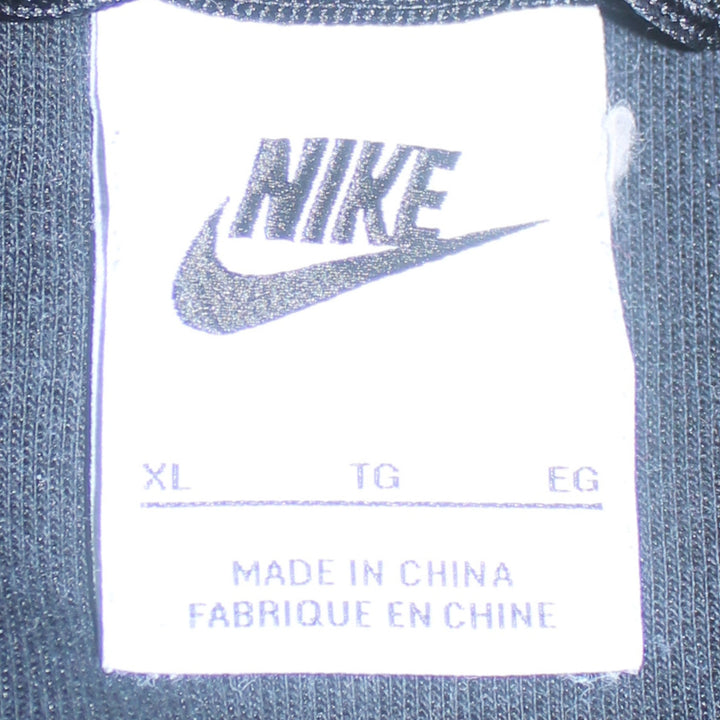 NIKE
XL TG EG
MADE IN CHINA
FABRIQUE EN CHINE